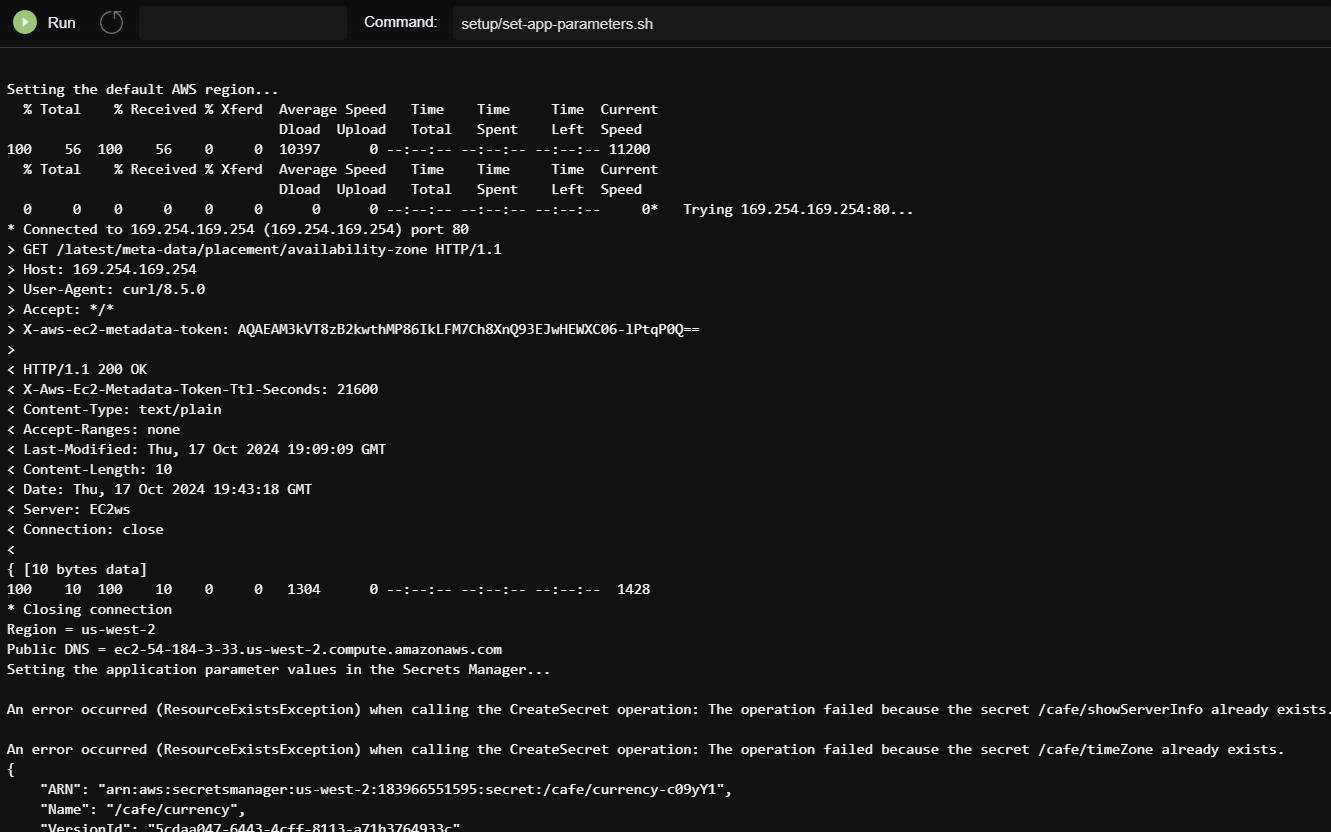 Run
Command:
setup/set-app-parameters.sh
Setting the default AWS region...
  % Total    % Received % Xferd  Average Speed   Time    Time     Time  Current
                                 Dload  Upload   Total   Spent    Left  Speed
100    56  100    56    0     0  10397      0 --:--:-- --:--:-- --:--:-- 11200
  % Total    % Received % Xferd  Average Speed   Time    Time     Time  Current
                                 Dload  Upload   Total   Spent    Left  Speed
  0     0    0     0    0     0      0      0 --:--:-- --:--:-- --:--:--     0*   Trying 169.254.169.254:80...
* Connected to 169.254.169.254 (169.254.169.254) port 80
> GET /latest/meta-data/placement/availability-zone HTTP/1.1
> Host: 169.254.169.254
> User-Agent: curl/8.5.0
> Accept: */*
> X-aws-ec2-metadata-token: AQAEAM3kVT8zB2kwthMP86IkLFM7Ch8XnQ93EJwHEWXC06-lPtqP0Q==
>
< HTTP/1.1 200 OK
< X-Aws-Ec2-Metadata-Token-Ttl-Seconds: 21600
< Content-Type: text/plain
< Accept-Ranges: none
< Last-Modified: Thu, 17 Oct 2024 19:09:09 GMT
< Content-Length: 10
< Date: Thu, 17 Oct 2024 19:43:18 GMT
< Server: EC2ws
< Connection: close
<
{ [10 bytes data]
100    10  100    10    0     0   1304      0 --:--:-- --:--:-- --:--:--  1428
* Closing connection
Region = us-west-2
Public DNS = ec2-54-184-3-33.us-west-2.compute.amazonaws.com
Setting the application parameter values in the Secrets Manager...
An error occurred (ResourceExistsException) when calling the CreateSecret operation: The operation failed because the secret /cafe/showServerInfo already exists.
An error occurred (ResourceExistsException) when calling the CreateSecret operation: The operation failed because the secret /cafe/timeZone already exists.
{
    "ARN": "arn:aws:secretsmanager:us-west-2:183966551595:secret:/cafe/currency-c09yY1",
    "Name": "/cafe/currency",
    "VersionId": "5cdaa047-6443-4cff-8113-a71b3764933c"